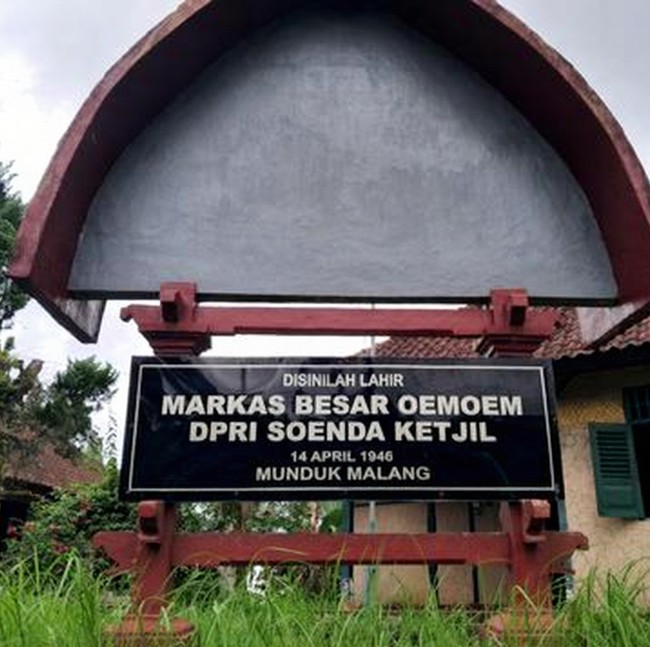 DISINILAH LAHIR
MARKAS BESAR OEMOEM
DPRI SOENDA KETJIL
14 APRIL 1946
MUNDUK MALANG